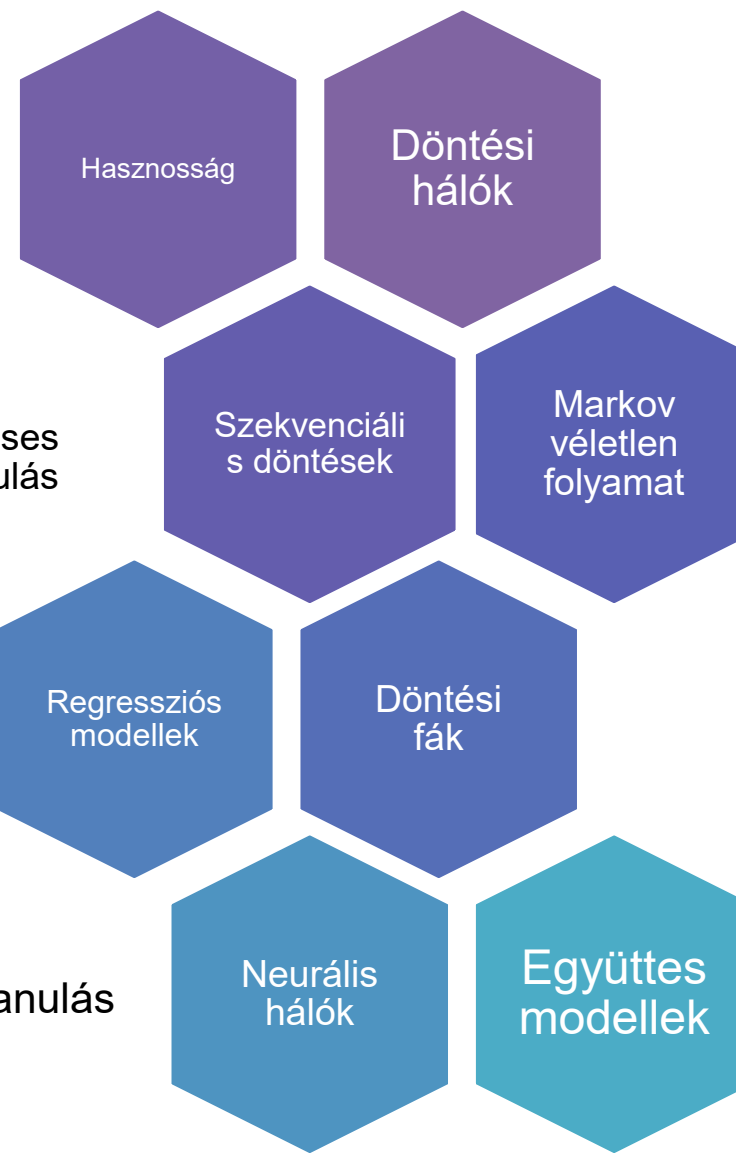 Hasznosság
Döntési
hálók
ses
ulás
Szekvenciáli
s döntések
Markov
véletlen
folyamat
Regressziós
modellek
Döntési
fák
anulás
Neurális
hálók
Együttes
modellek